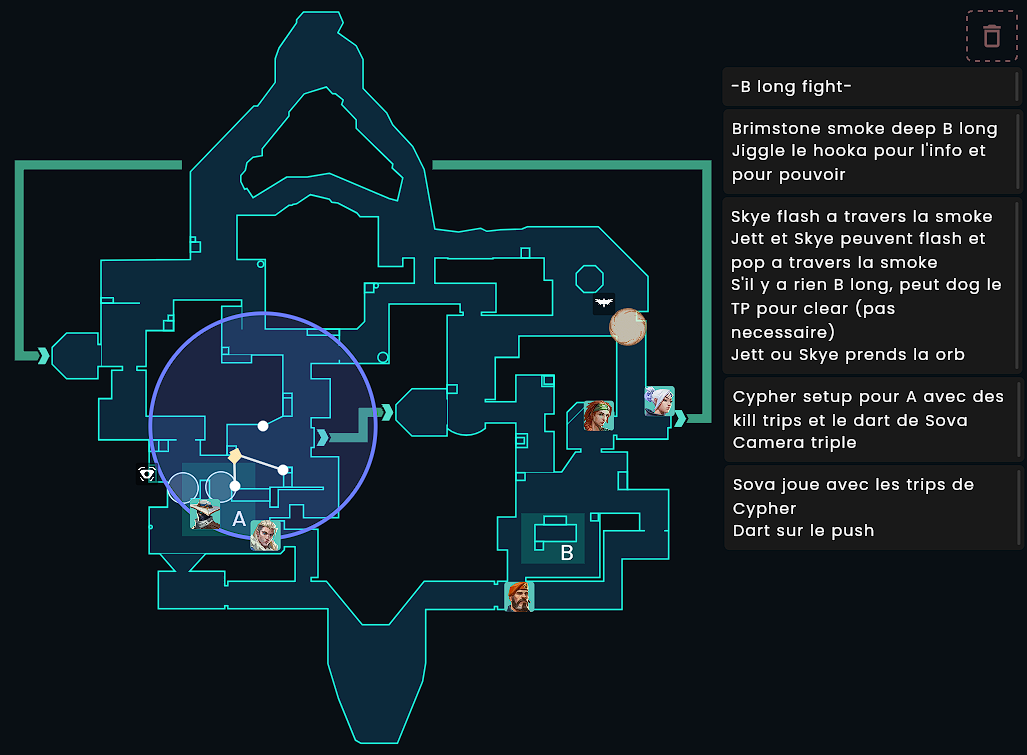 -B long fight-
Brimstone smoke deep B long
Jiggle le hooka pour l'info et
pour pouvoir
Skye flash a travers la smoke
Jett et Skye peuvent flash et
pop a travers la smoke
S'il y a rien B long, peut dog le
TP pour clear (pas
necessaire)
Jett ou Skye prends la orb
Cypher setup pour A avec des
kill trips et le dart de Sova
Camera triple
Sova joue avec les trips de
Cypher
Dart sur le push
A
B